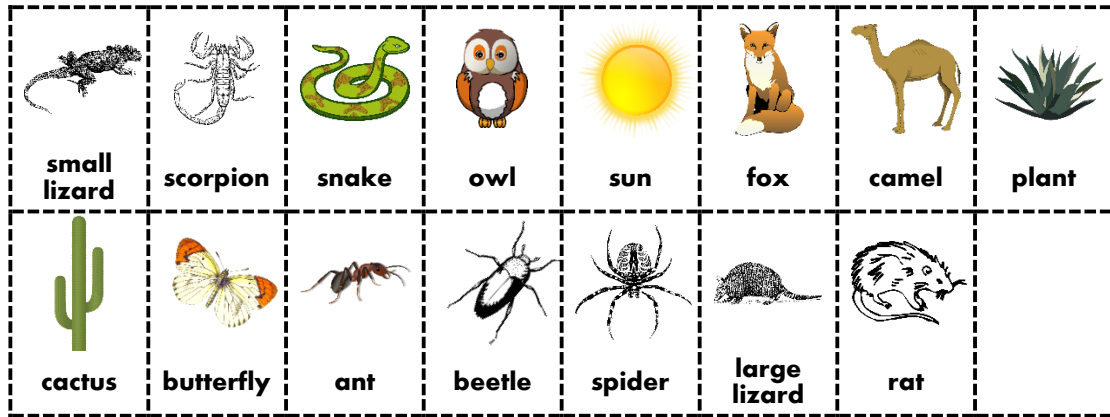 small
lizard
scorpion
snake
owl
sun
fox
camel
plant
cactus
butterfly
ant
beetle
spider
large
lizard
rat